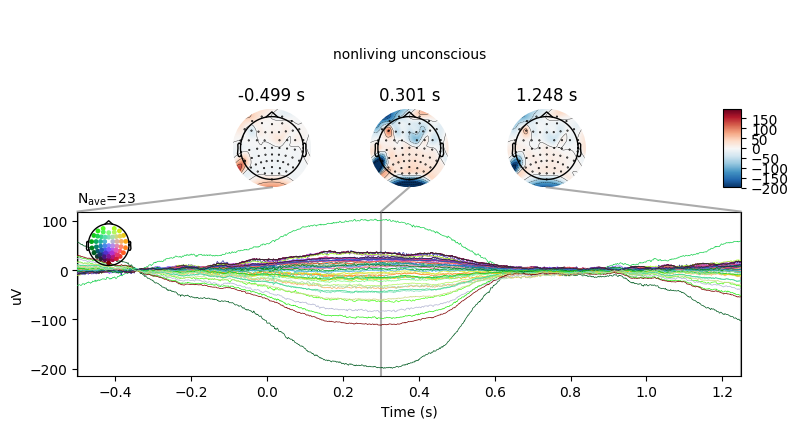 nonliving unconscious
-0.499 s 0.301 s 1.248 s
150
100
50
0
−50
−100
−150
−200
Nave=23
100
0
−100
−200
uV
−0.4 −0.2 0.0 0.2 0.4 0.6 0.8 1.0 1.2
Time (s)